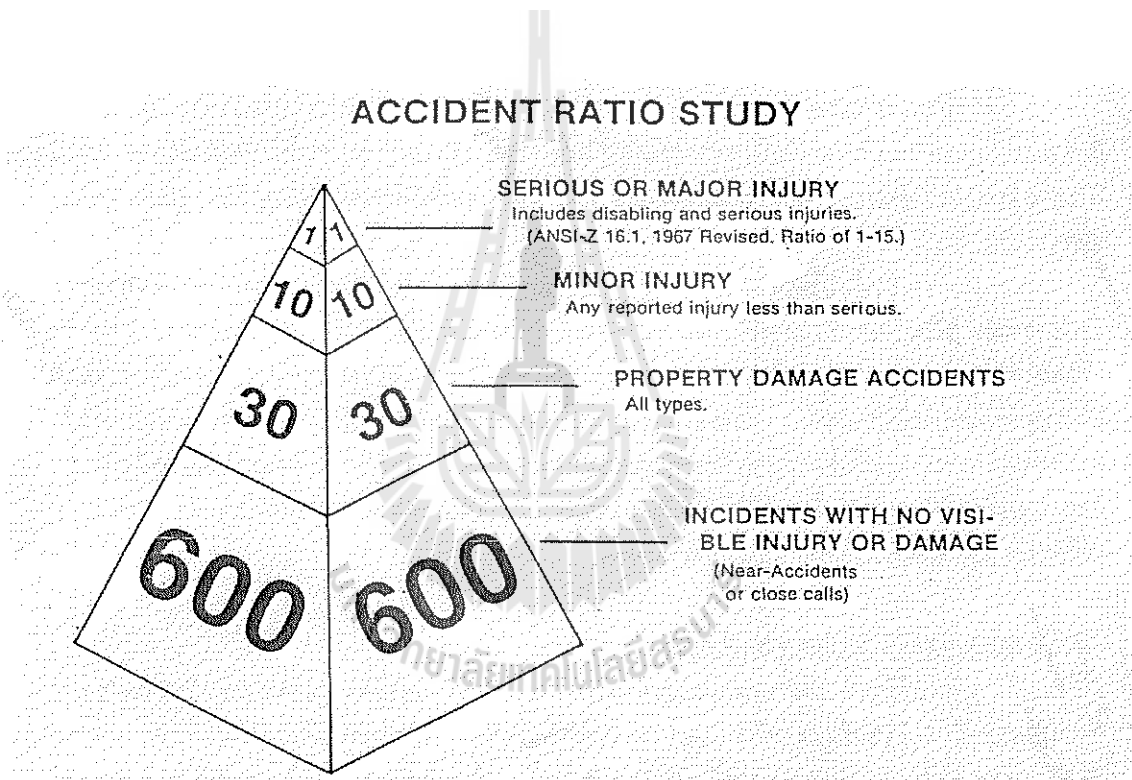 ACCIDENT RATIO STUDY
SERIOUS OR MAJOR INJURY
Includes disabling and serious injuries.
(ANSI-Z 16.1, 1967 Revised. Ratio of 1-15.)
1 1
MINOR INJURY
Any reported injury less than serious.
10 10
PROPERTY DAMAGE ACCIDENTS
All types.
30 30
INCIDENTS WITH NO VISI-
BLE INJURY OR DAMAGE
(Near-Accidents
or close calls)
600 600